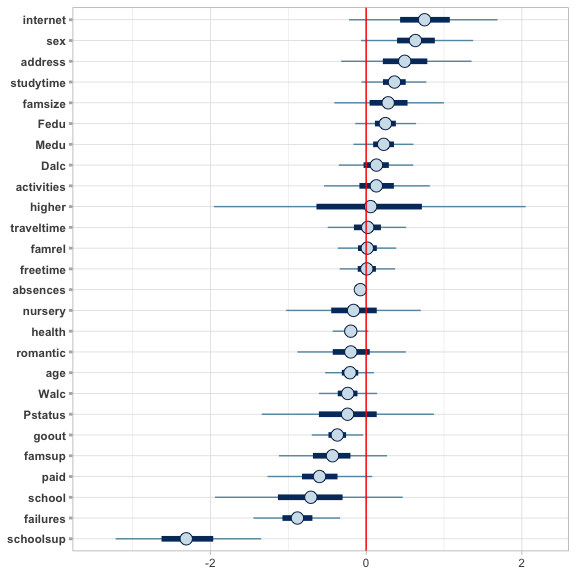 internet
sex
address
studytime
famsize
Fedu
Medu
Dalc
activities
higher
traveltime
famrel
freetime
absences
nursery
health
romantic
age
Walc
Pstatus
goout
famsup
paid
school
failures
schoolsup
-2 0 2